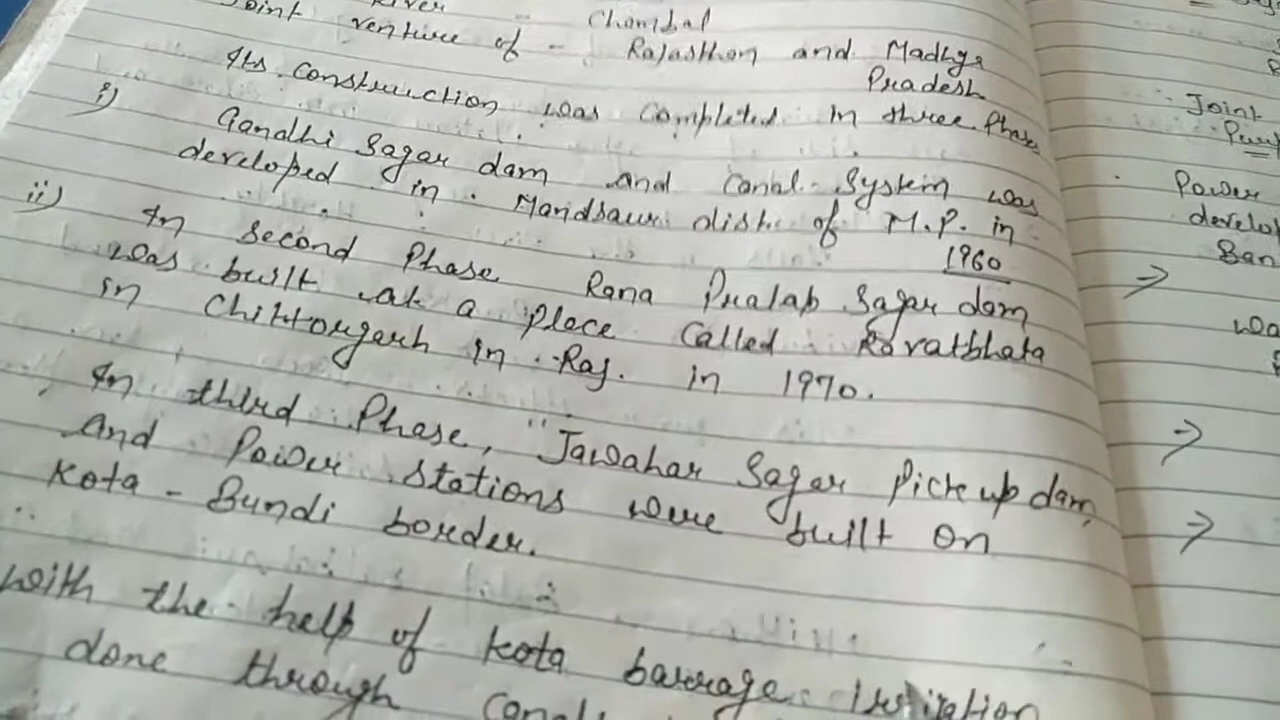 River - Chambal
Joint venture of - Rajasthan and Madhya
Pradesh
Its construction was completed in three Phases
i) Gandhi Sagar dam and Canal System was
developed in Mandsaur distt. of M.P. in
1960
ii) In second Phase Rana Pratap Sagar dam
was built at a place called Ravatbhata
in Chittorgarh in Raj. in 1970.
In third Phase, "Jawahar Sagar Pick up dam,
And Power Stations were built on
Kota - Bundi border.
with the help of Kota barrage Irrigation
done through
Joint
Power
develo
Ban
⇒
⇒
⇒